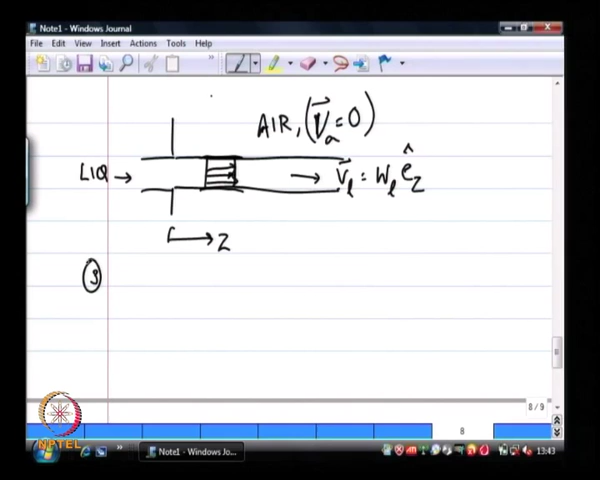 Note1 - Windows Journal
File Edit View Insert Actions Tools Help
AIR, (V⃗a = 0)
LIQ → → V⃗l = Wl êz
z
③
8 / 9
8
NPTEL
Note1 - Windows Jo...
13:43